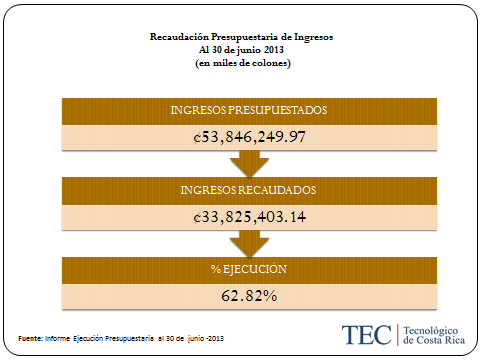 Recaudación Presupuestaria de Ingresos
Al 30 de junio 2013
(en miles de colones)
INGRESOS PRESUPUESTADOS
¢53,846,249.97
INGRESOS RECAUDADOS
¢33,825,403.14
% EJECUCIÓN
62.82%
Fuente: Informe Ejecución Presupuestaria al 30 de junio -2013
TEC | Tecnológico
de Costa Rica